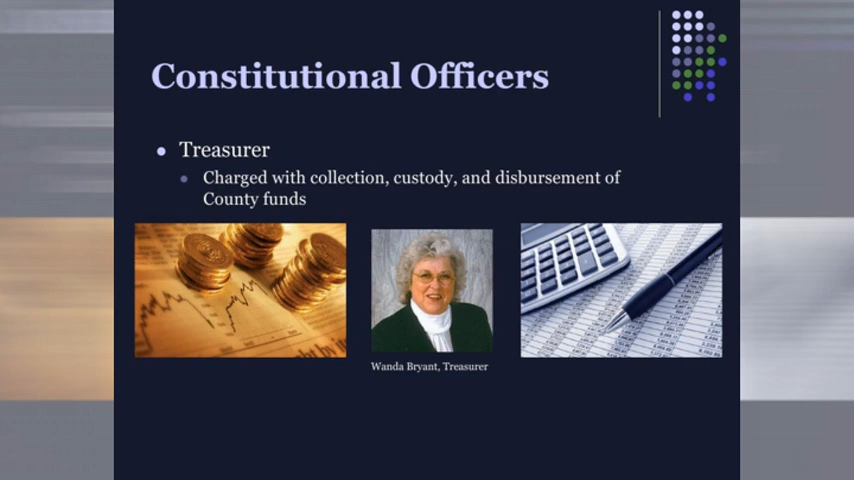 Constitutional Officers
Treasurer
Charged with collection, custody, and disbursement of
County funds
Wanda Bryant, Treasurer